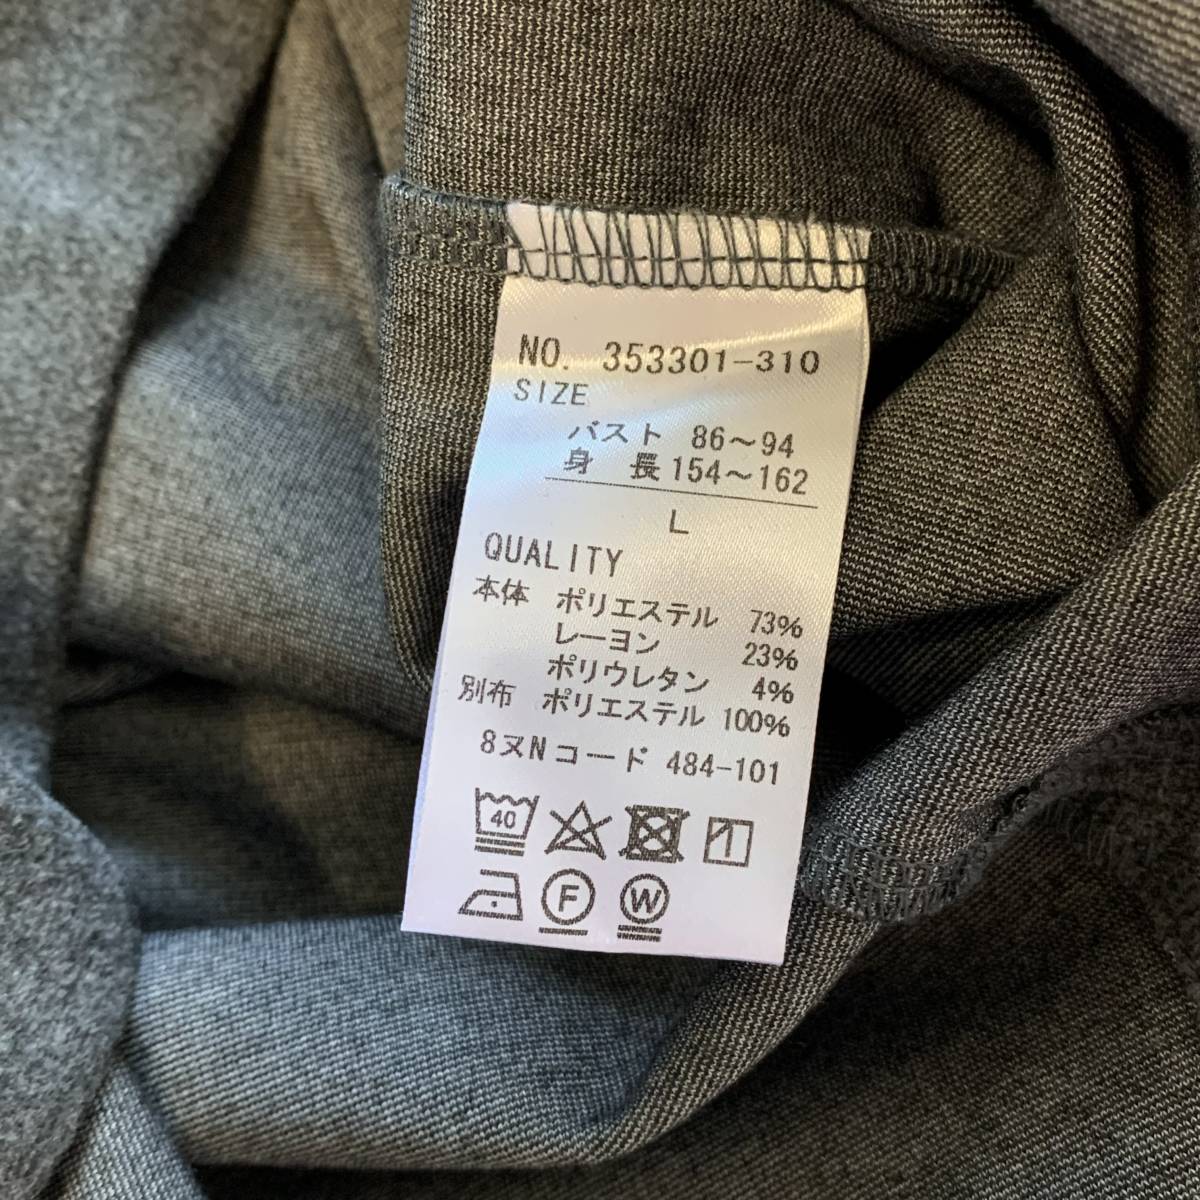 NO. 353301-310
SIZE
バスト 86～94
身 長 154～162
L
QUALITY
本体 ポリエステル 73%
レーヨン 23%
ポリウレタン 4%
別布 ポリエステル 100%
8ヌNコード 484-101
40
F
W